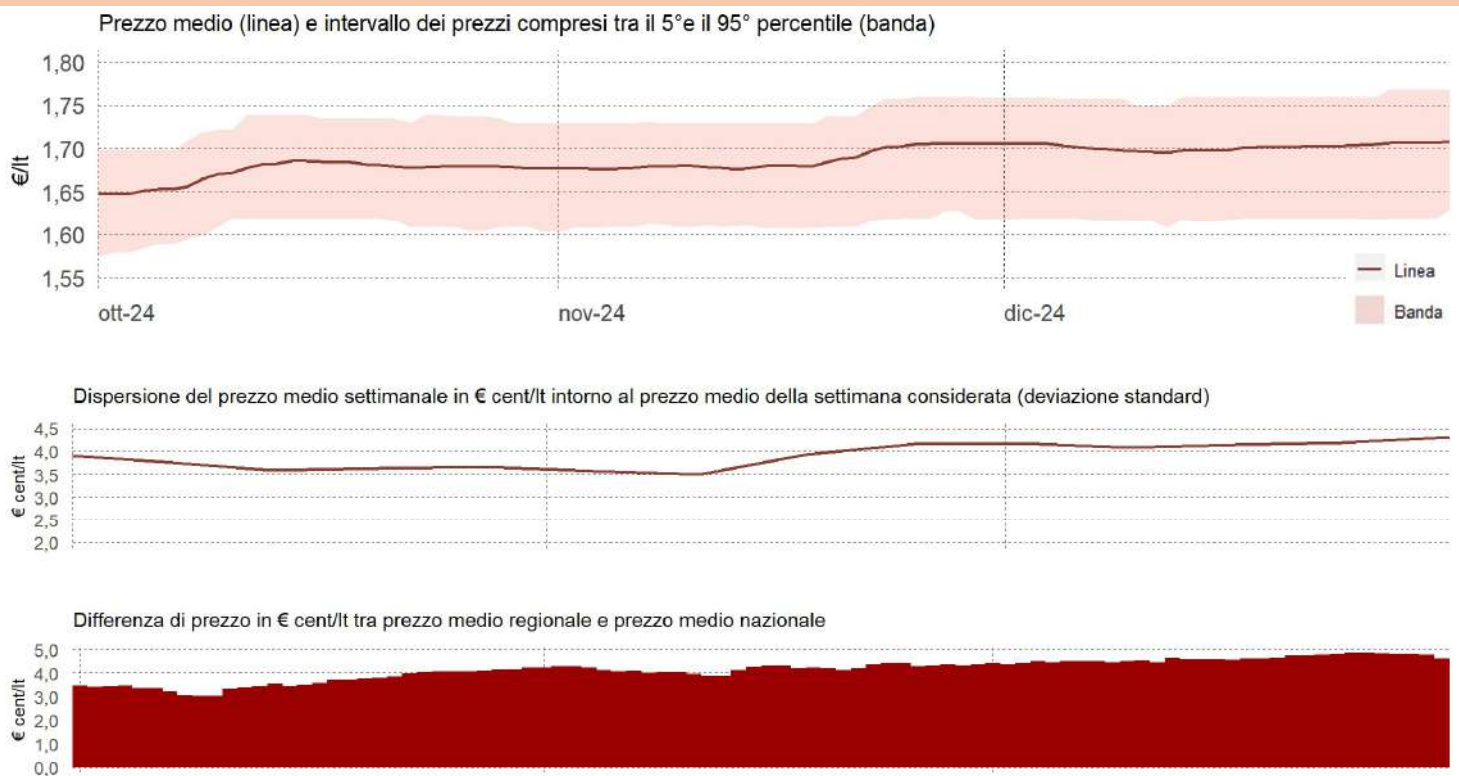 Prezzo medio (linea) e intervallo dei prezzi compresi tra il 5°e il 95° percentile (banda)
1,80
1,75
1,70
1,65
1,60
1,55
€/lt
ott-24
nov-24
dic-24
Linea
Banda
Dispersione del prezzo medio settimanale in € cent/lt intorno al prezzo medio della settimana considerata (deviazione standard)
4,5
4,0
3,5
3,0
2,5
2,0
€ cent/lt
Differenza di prezzo in € cent/lt tra prezzo medio regionale e prezzo medio nazionale
5,0
4,0
3,0
2,0
1,0
0,0
€ cent/lt